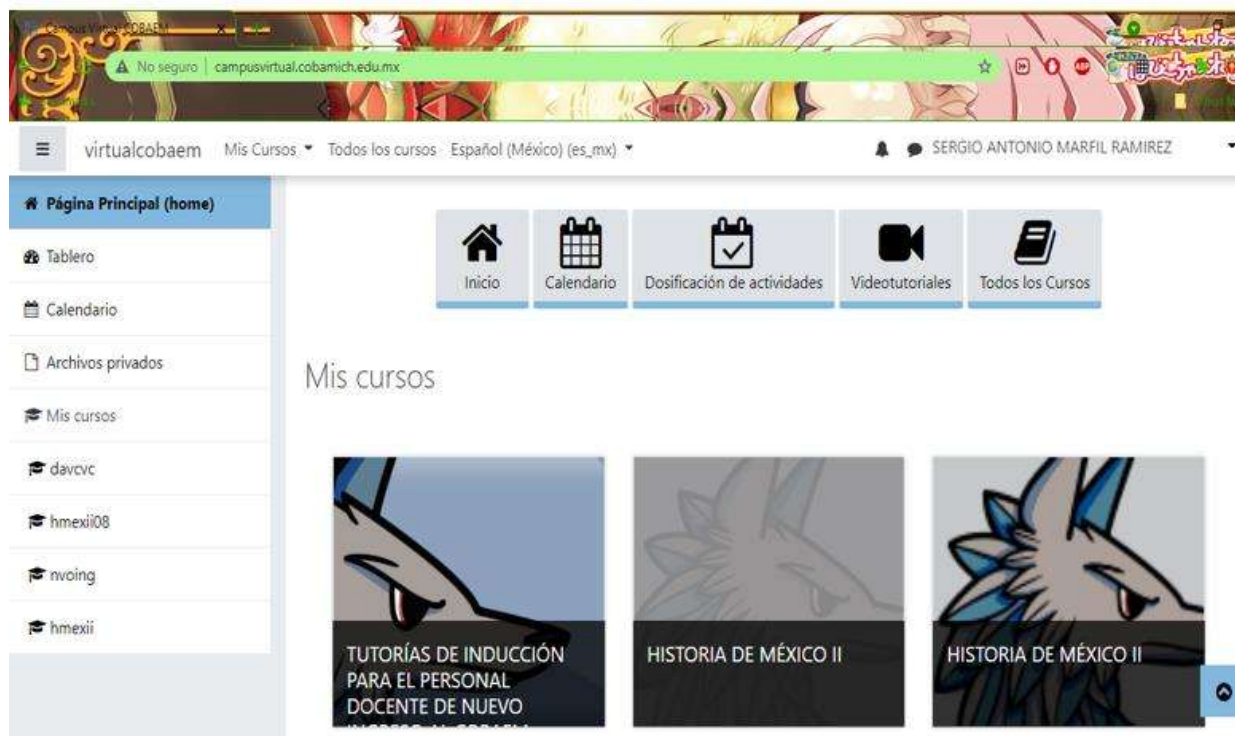 Campus Virtual COBAEM
No seguro | campusvirtual.cobamich.edu.mx
virtualcobaem Mis Cursos Todos los cursos Español (México) (es_mx) SERGIO ANTONIO MARFIL RAMIREZ
Página Principal (home)
Tablero
Calendario
Archivos privados
Mis cursos
davcvc
hmexii08
nvoing
hmexii
Inicio
Calendario
Dosificación de actividades
Videotutoriales
Todos los Cursos
Mis cursos
TUTORÍAS DE INDUCCIÓN
PARA EL PERSONAL
DOCENTE DE NUEVO
HISTORIA DE MÉXICO II
HISTORIA DE MÉXICO II